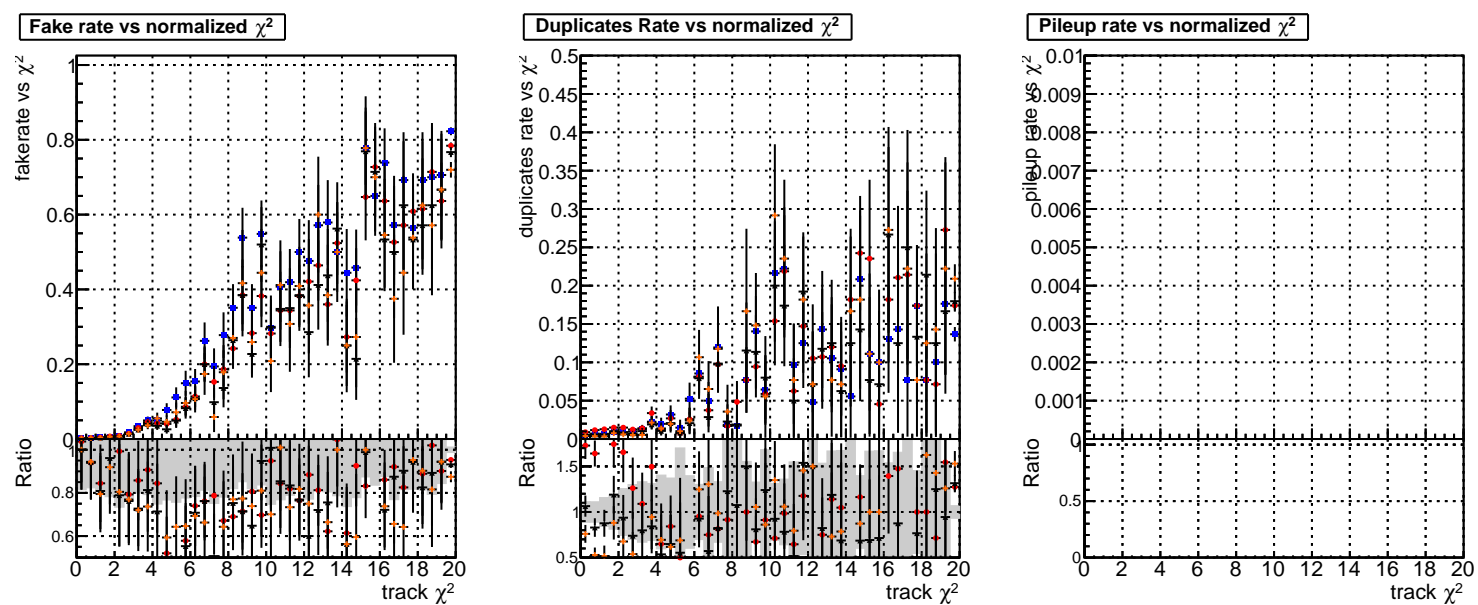 Fake rate vs normalized χ²
fakerate vs χ²
1
0.8
0.6
0.4
0.2
0
Ratio
1
0.8
0.6
0 2 4 6 8 10 12 14 16 18 20
track χ²
Duplicates Rate vs normalized χ²
duplicates rate vs χ²
0.5
0.45
0.4
0.35
0.3
0.25
0.2
0.15
0.1
0.05
0
Ratio
1.5
1
0.5
0 2 4 6 8 10 12 14 16 18 20
track χ²
Pileup rate vs normalized χ²
pileup rate vs χ²
0.01
0.009
0.008
0.007
0.006
0.005
0.004
0.003
0.002
0.001
0
Ratio
1
0.5
0
0 2 4 6 8 10 12 14 16 18 20
track χ²